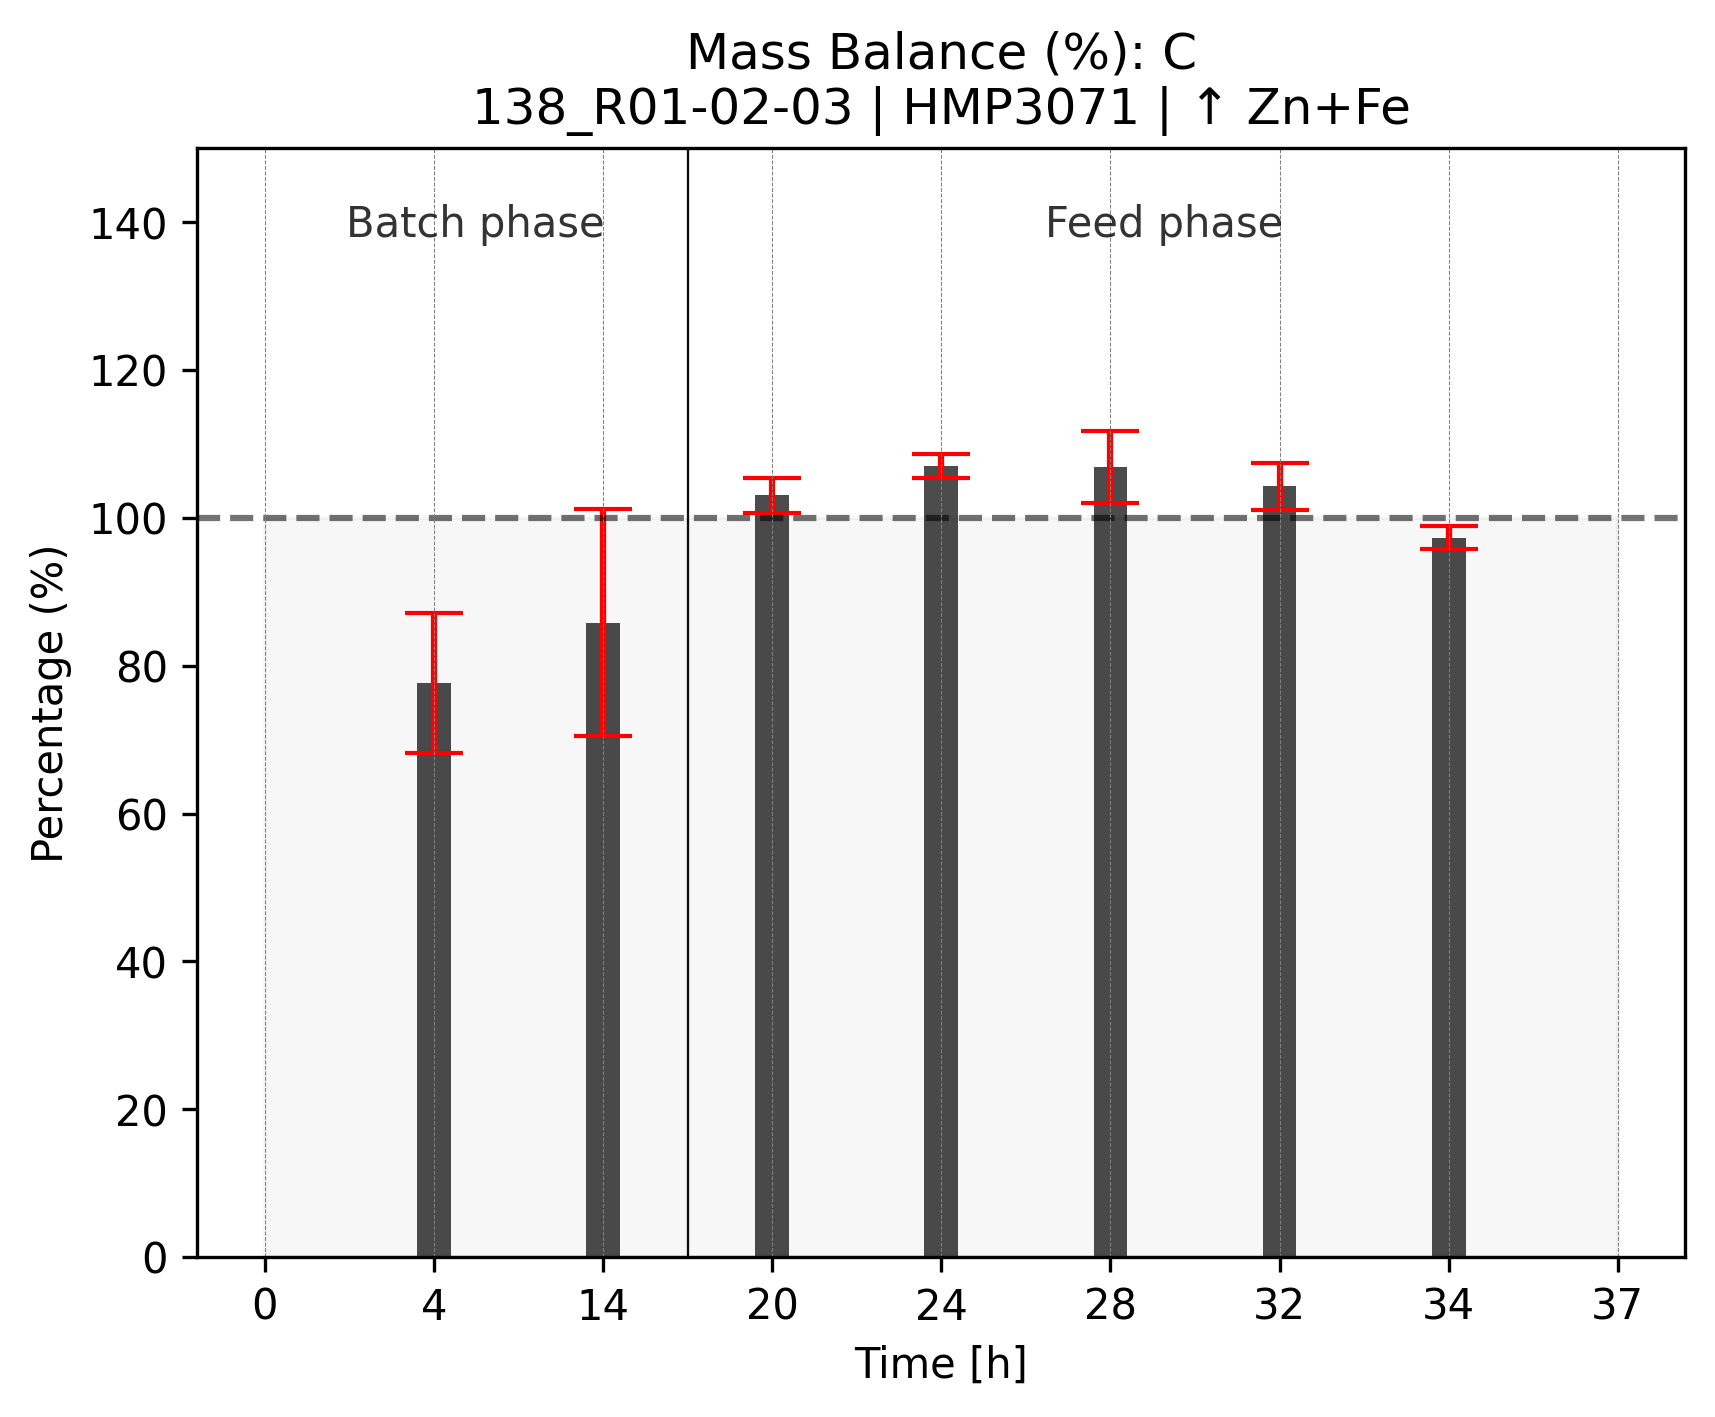 Mass Balance (%): C
138_R01-02-03 | HMP3071 | ↑ Zn+Fe
Batch phase
Feed phase
140
120
100
80
60
40
20
0
Percentage (%)
0 4 14 20 24 28 32 34 37
Time [h]